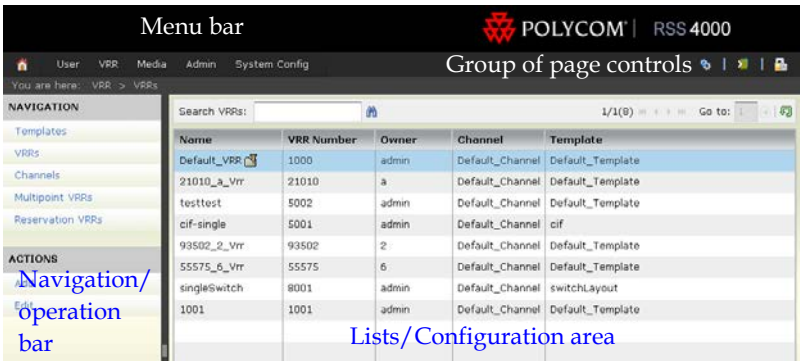 Menu bar
POLYCOM | RSS 4000
User VRR Media Admin System Config
Group of page controls
You are here: VRR > VRRs
NAVIGATION
Templates
VRRs
Channels
Multipoint VRRs
Reservation VRRs
ACTIONS
Add
Edit
Navigation/
operation
bar
Search VRRs:
1/1(8)
Go to:
Name VRR Number Owner Channel Template
Default_VRR 1000 admin Default_Channel Default_Template
21010_a_Vrr 21010 a Default_Channel Default_Template
testtest 5002 admin Default_Channel Default_Template
cif-single 5001 admin Default_Channel cif
93502_2_Vrr 93502 2 Default_Channel Default_Template
55575_6_Vrr 55575 6 Default_Channel Default_Template
singleSwitch 8001 admin Default_Channel switchLayout
1001 1001 admin Default_Channel Default_Template
Lists/Configuration area